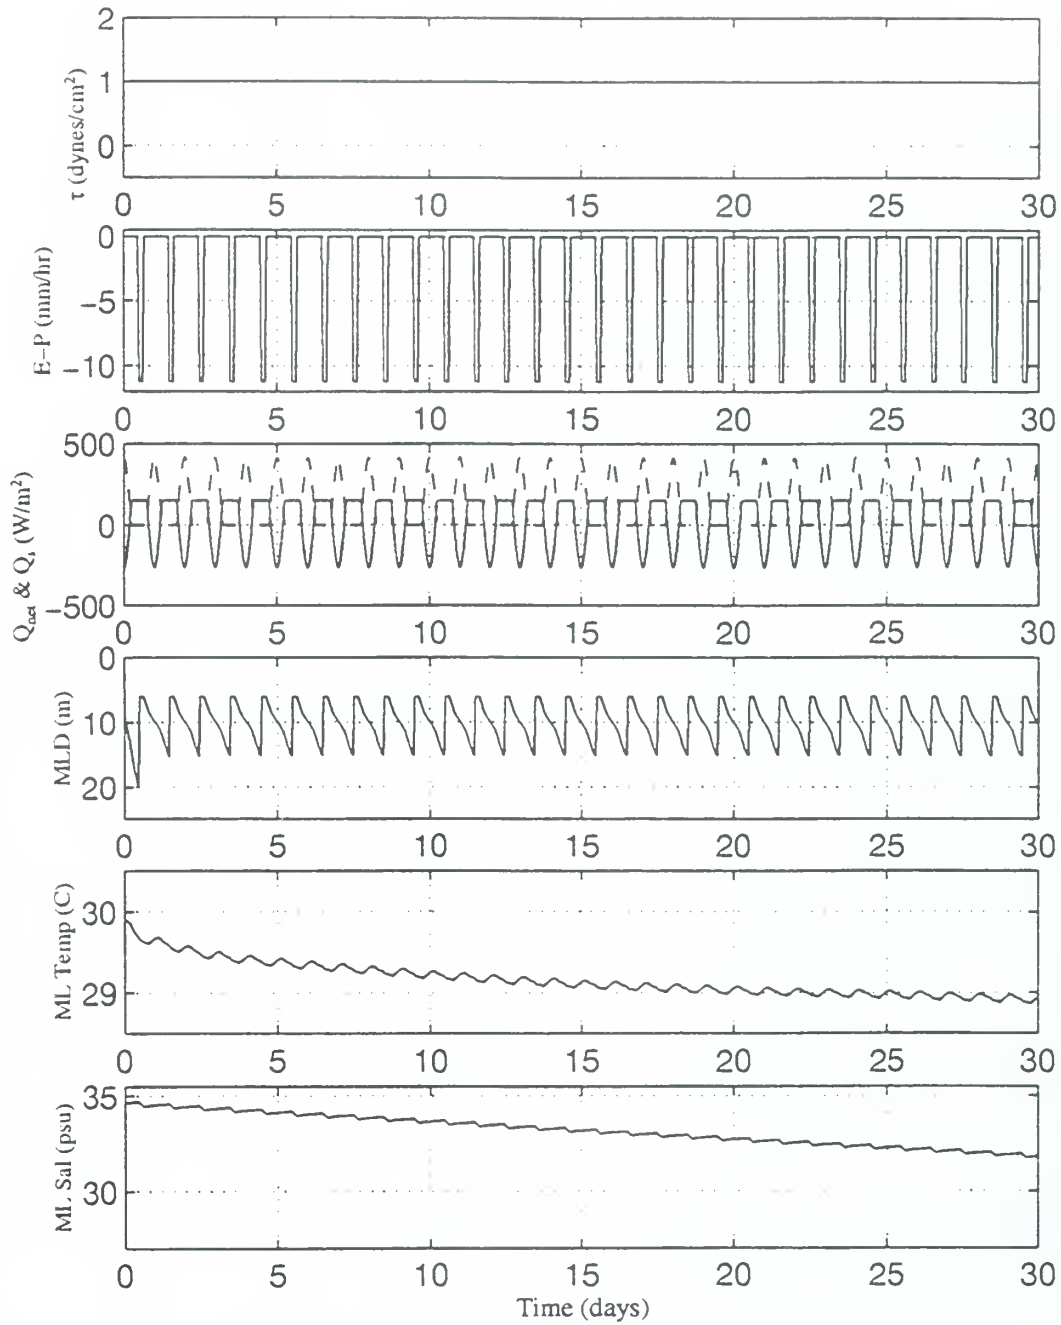 2
1
0
τ (dynes/cm²)
0 5 10 15 20 25 30
0
−5
−10
E−P (mm/hr)
0 5 10 15 20 25 30
500
0
−500
Qnet & Qs (W/m²)
0 5 10 15 20 25 30
0
10
20
MLD (m)
0 5 10 15 20 25 30
30
29
ML Temp (C)
0 5 10 15 20 25 30
35
30
ML Sal (psu)
0 5 10 15 20 25 30
Time (days)